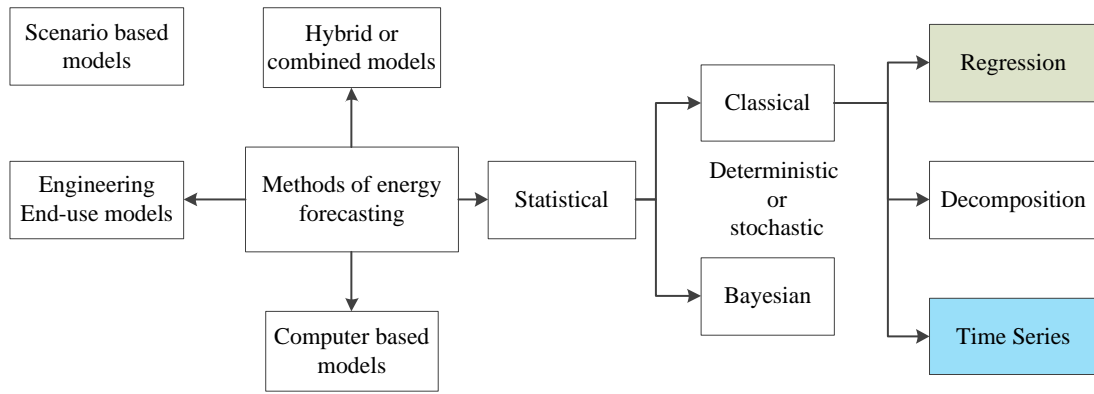 Scenario based
models
Hybrid or
combined models
Classical
Regression
Engineering
End-use models
Methods of energy
forecasting
Statistical
Deterministic
or
stochastic
Decomposition
Bayesian
Computer based
models
Time Series